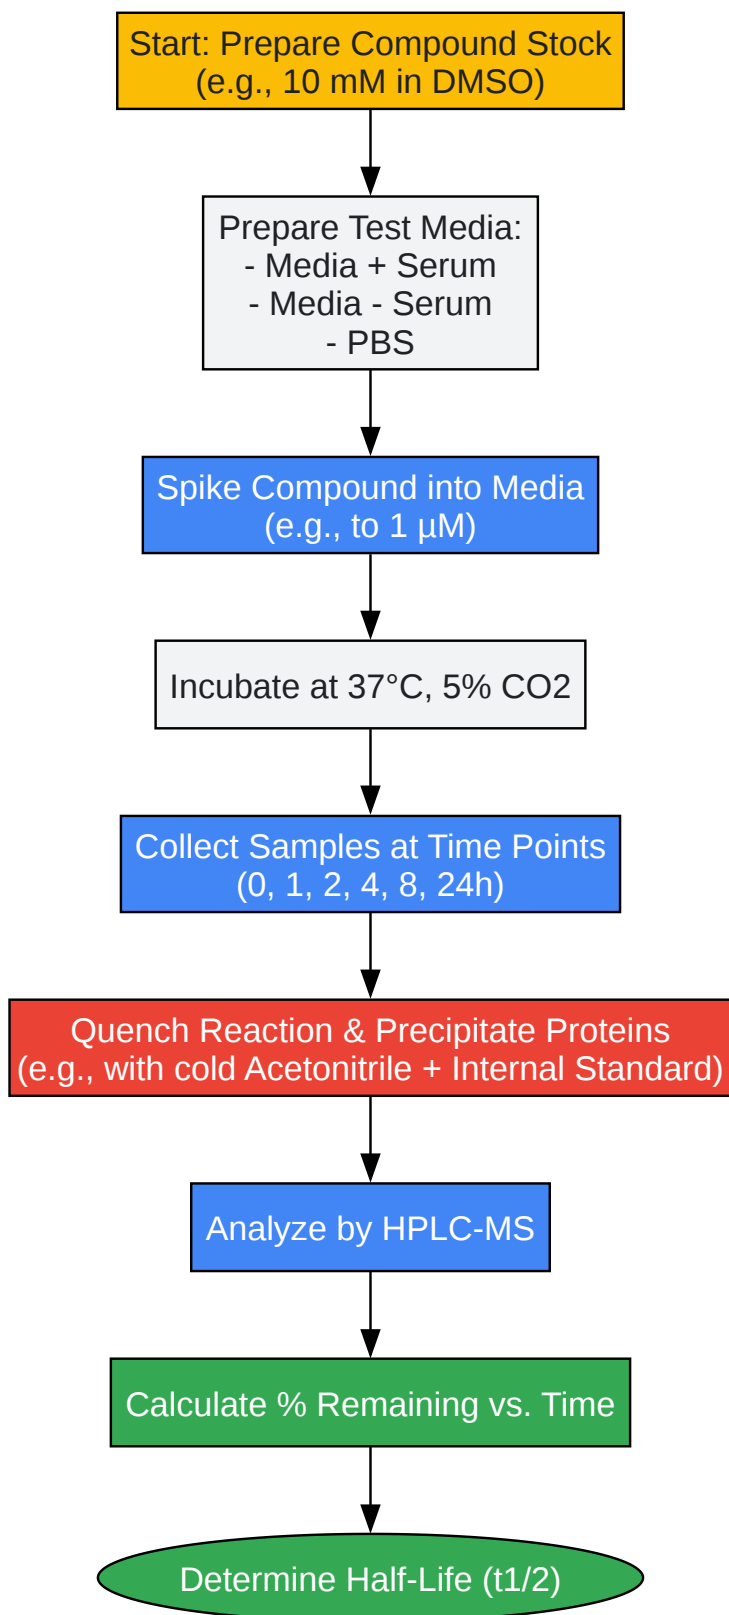 Start: Prepare Compound Stock
(e.g., 10 mM in DMSO)
Prepare Test Media:
- Media + Serum
- Media - Serum
- PBS
Spike Compound into Media
(e.g., to 1 µM)
Incubate at 37°C, 5% CO2
Collect Samples at Time Points
(0, 1, 2, 4, 8, 24h)
Quench Reaction & Precipitate Proteins
(e.g., with cold Acetonitrile + Internal Standard)
Analyze by HPLC-MS
Calculate % Remaining vs. Time
Determine Half-Life (t1/2)